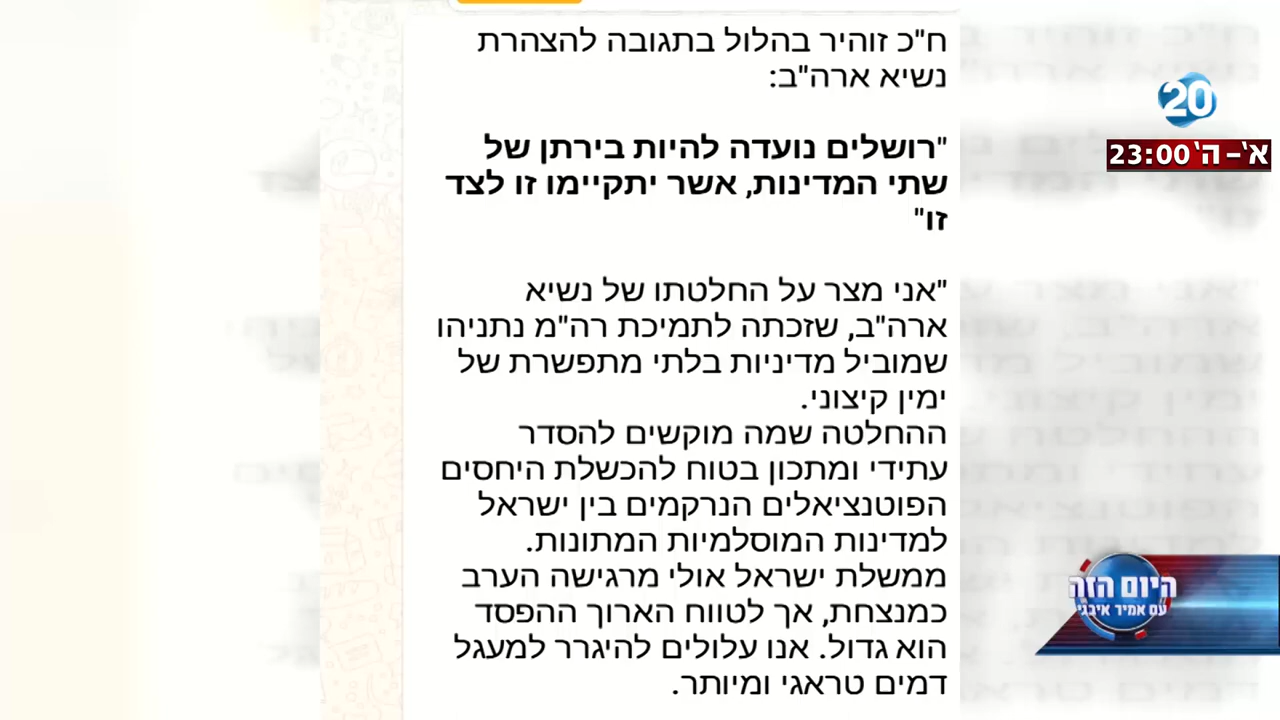 ח"כ זוהיר בהלול בתגובה להצהרת
נשיא ארה"ב:
"רושלים נועדה להיות בירתן של
שתי המדינות, אשר יתקיימו זו לצד
זו"
"אני מצר על החלטתו של נשיא
ארה"ב, שזכתה לתמיכת רה"מ נתניהו
שמוביל מדיניות בלתי מתפשרת של
ימין קיצוני.
ההחלטה שמה מוקשים להסדר
עתידי ומתכון בטוח להכשלת היחסים
הפוטנציאלים הנרקמים בין ישראל
למדינות המוסלמיות המתונות.
ממשלת ישראל אולי מרגישה הערב
כמנצחת, אך לטווח הארוך ההפסד
הוא גדול. אנו עלולים להיגרר למעגל
דמים טראגי ומיותר.
20
א'-ה' 23:00
היום הזה
עם אמיר איבגי